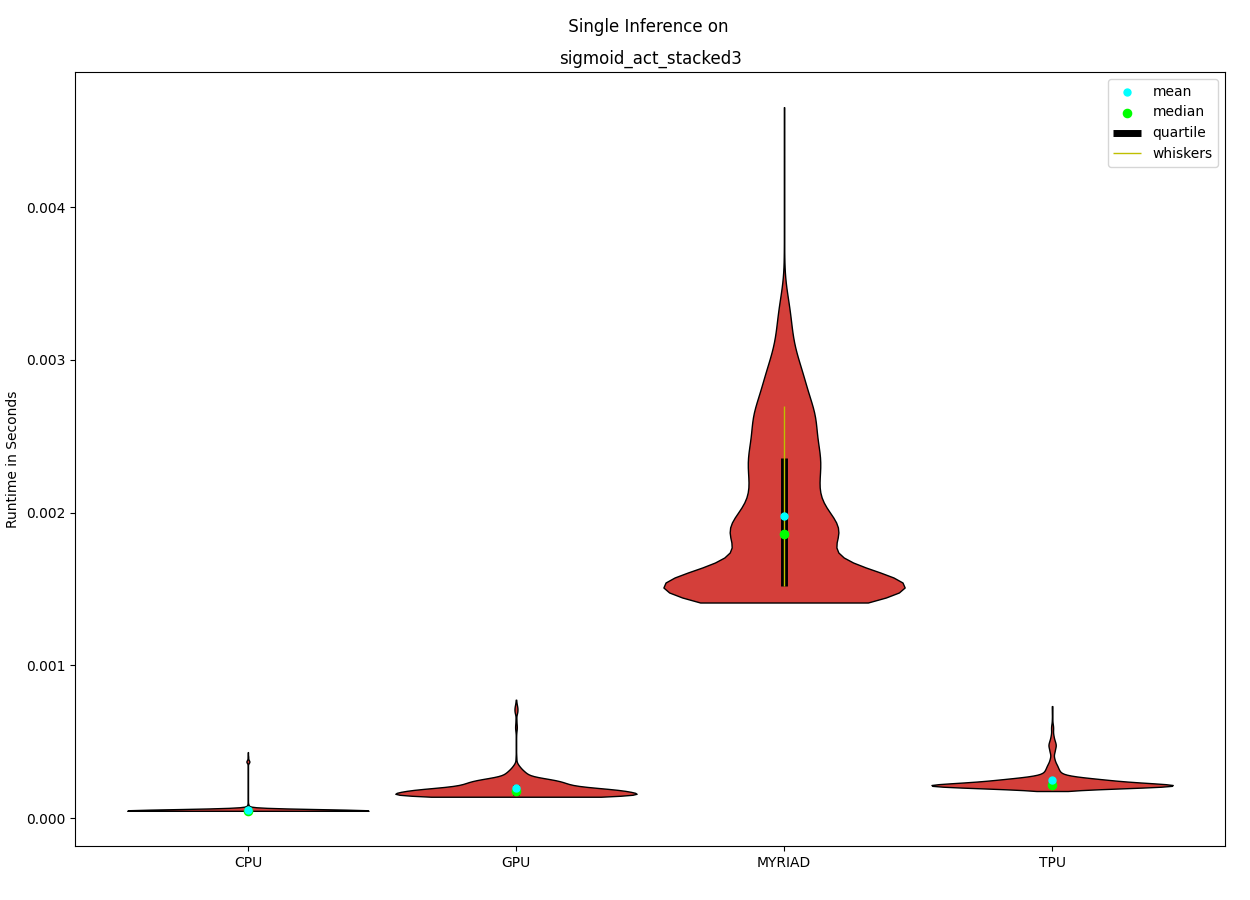 Single Inference on
sigmoid_act_stacked3
mean
median
quartile
whiskers
0.004
0.003
0.002
0.001
0.000
Runtime in Seconds
CPU GPU MYRIAD TPU